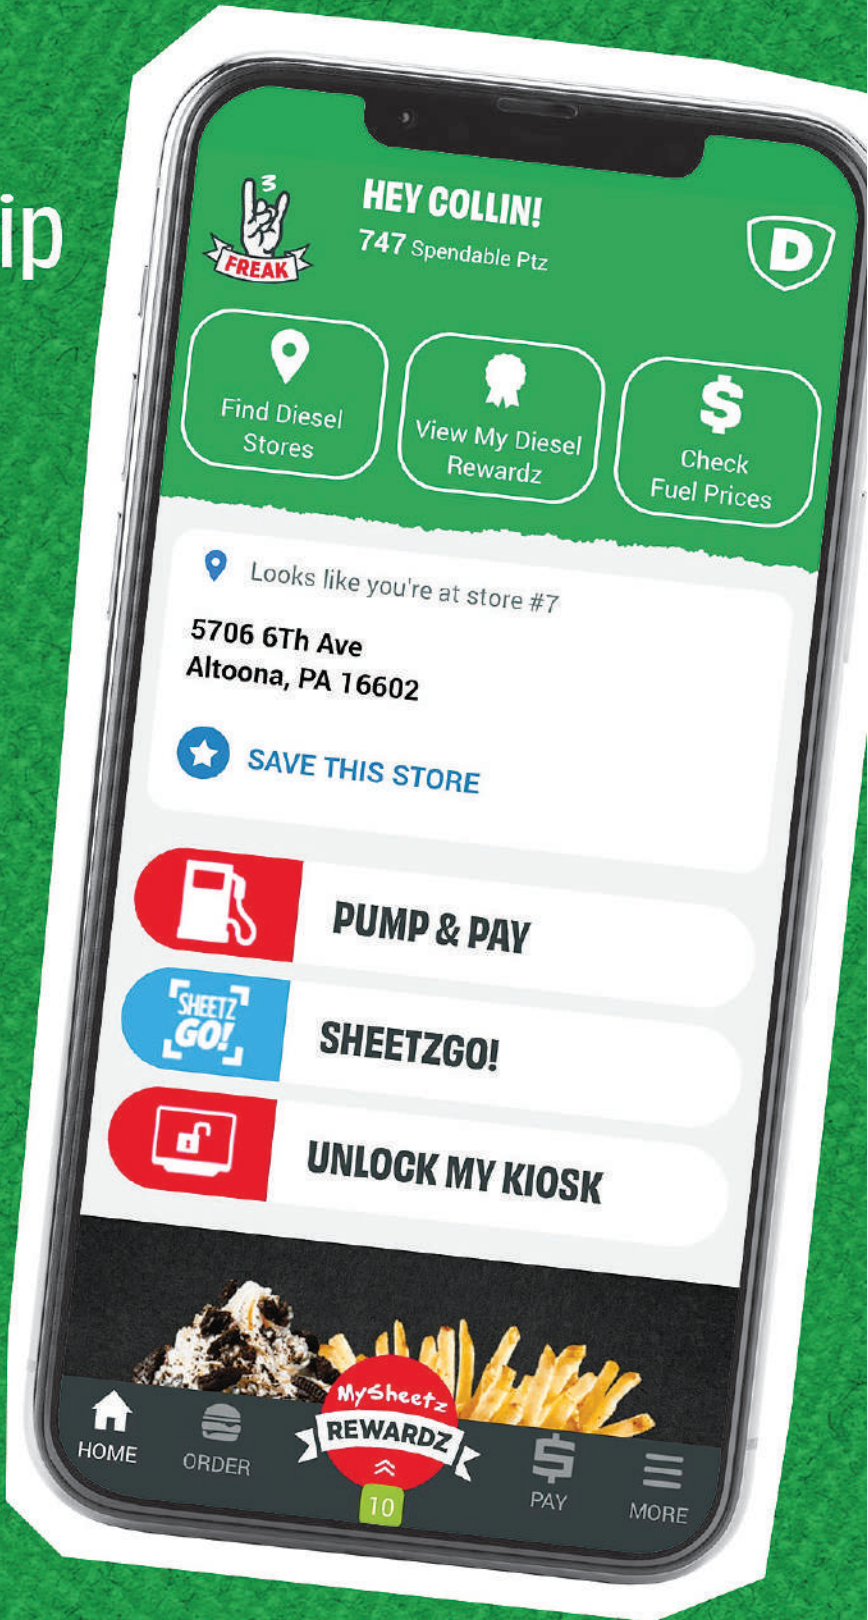 ip
3
FREAK
HEY COLLIN!
747 Spendable Ptz
D
Find Diesel
Stores
View My Diesel
Rewardz
Check
Fuel Prices
Looks like you're at store #7
5706 6Th Ave
Altoona, PA 16602
SAVE THIS STORE
PUMP & PAY
SHEETZ
GO!
SHEETZGO!
UNLOCK MY KIOSK
HOME
ORDER
MySheetz
REWARDZ
10
PAY
MORE